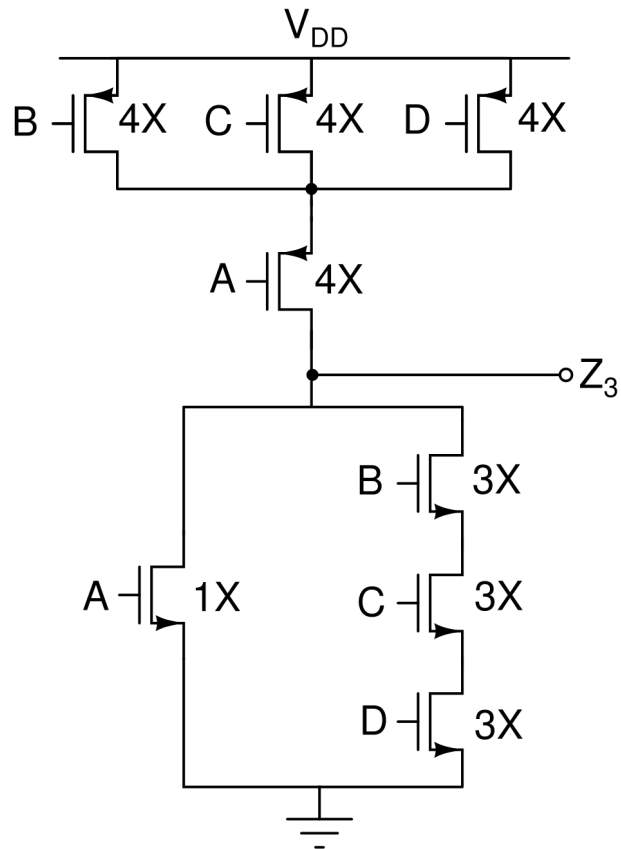 V_DD
B 4X C 4X D 4X
A 4X
Z_3
B 3X
A 1X C 3X
D 3X